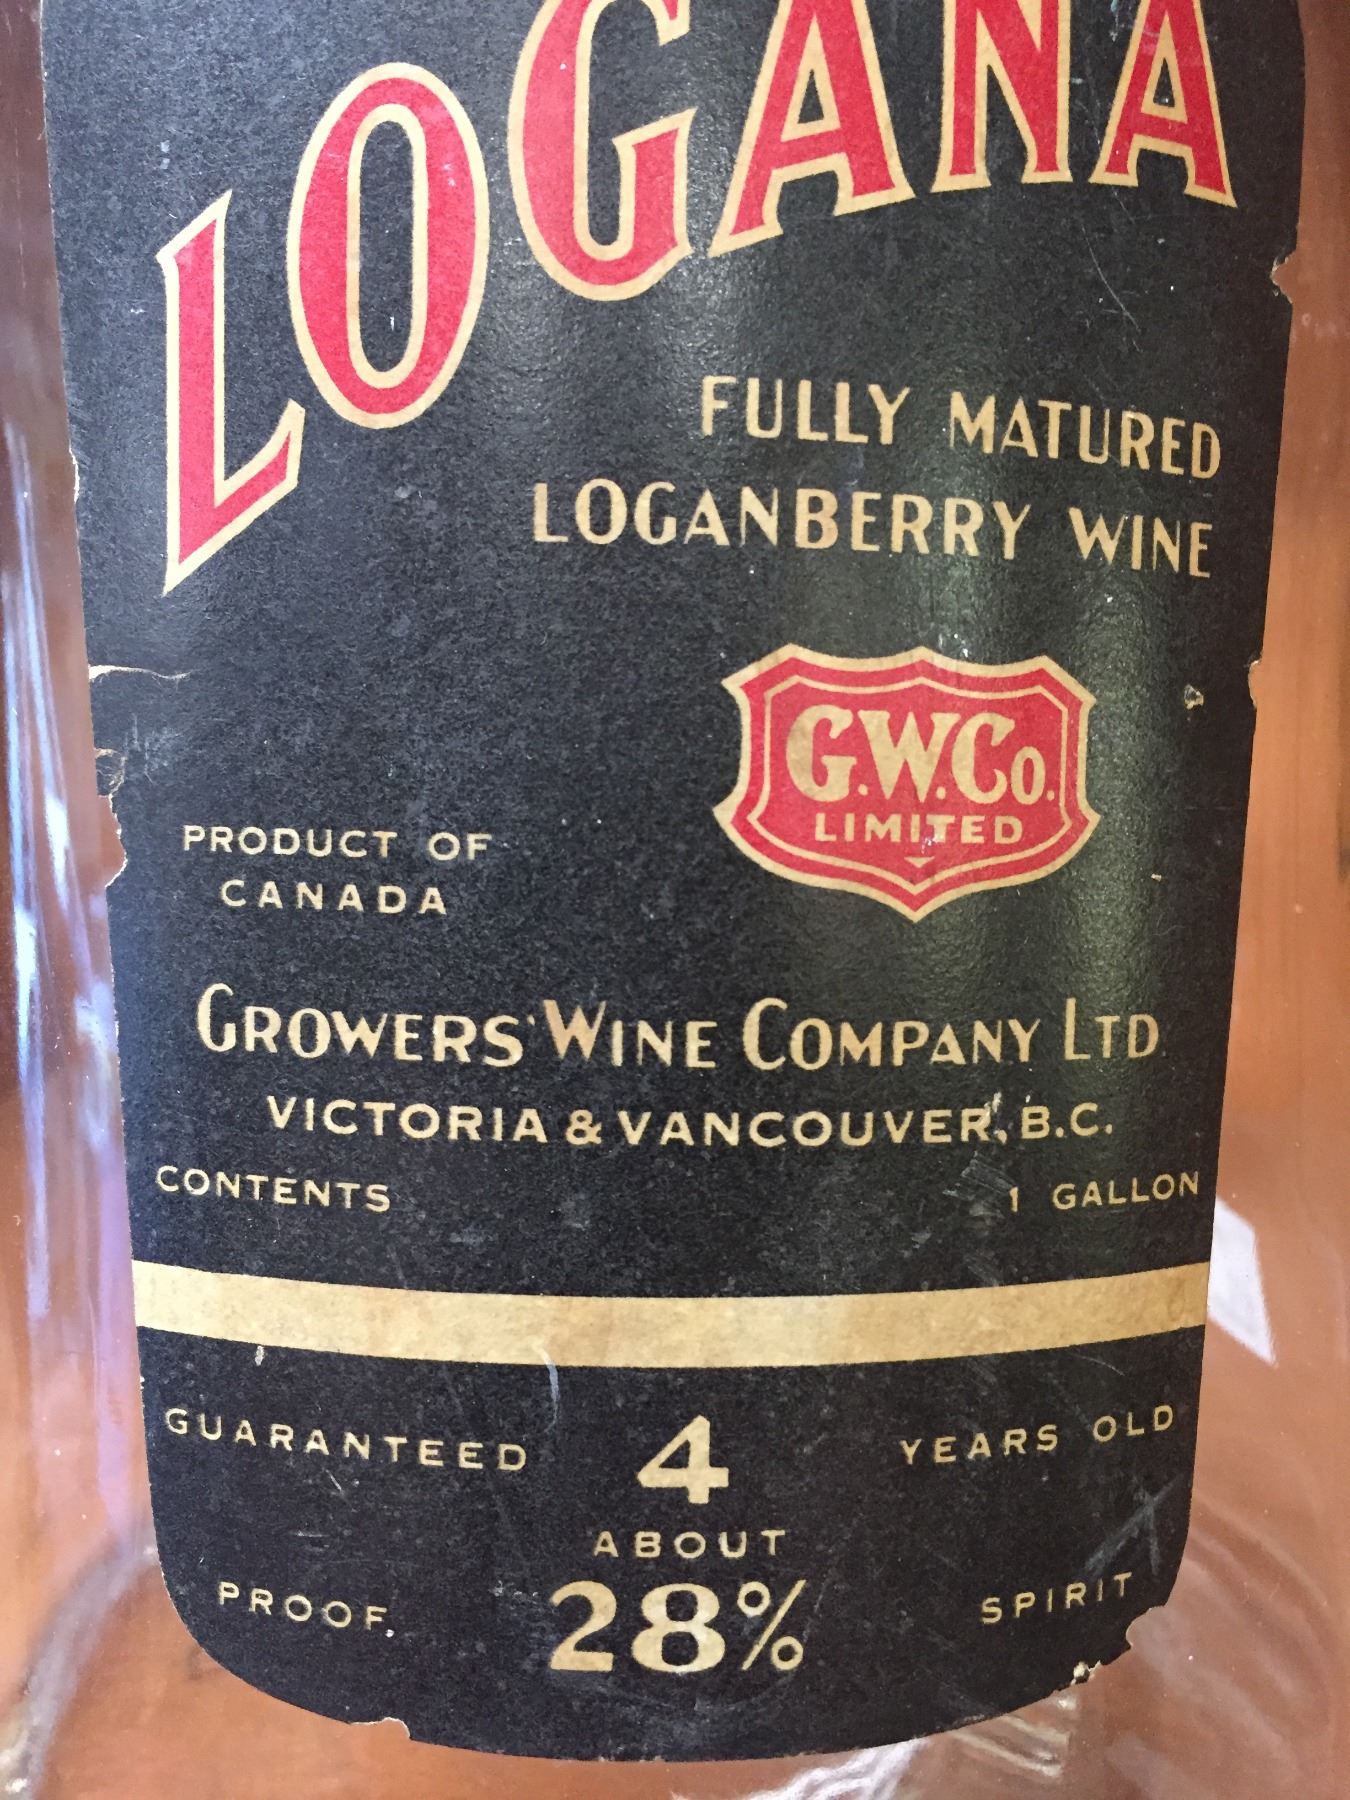 LOGANA
FULLY MATURED
LOGANBERRY WINE
G.W.Co.
LIMITED
PRODUCT OF
CANADA
GROWERS' WINE COMPANY LTD
VICTORIA & VANCOUVER, B.C.
CONTENTS 1 GALLON
GUARANTEED 4 YEARS OLD
ABOUT
PROOF 28% SPIRIT